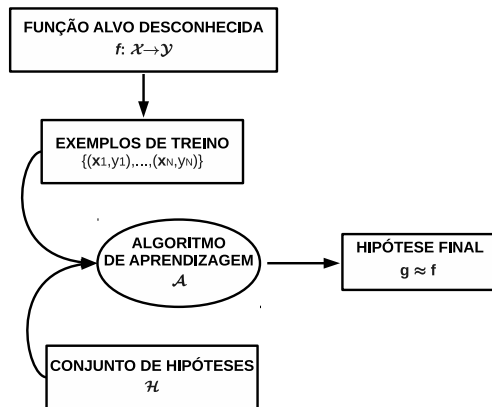 FUNÇÃO ALVO DESCONHECIDA
f: 𝒳→𝒴
EXEMPLOS DE TREINO
{(x1,y1),...,(xN,yN)}
ALGORITMO
DE APRENDIZAGEM
𝒜
HIPÓTESE FINAL
g ≈ f
CONJUNTO DE HIPÓTESES
ℋ